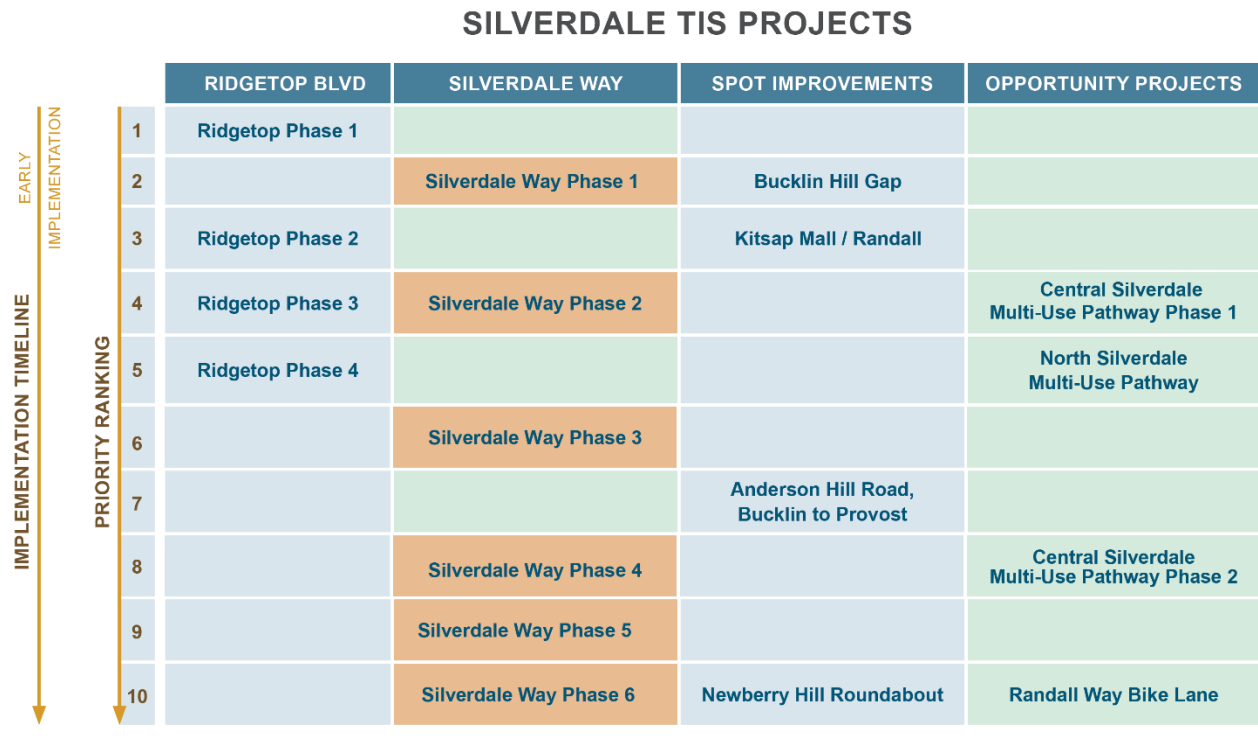 SILVERDALE TIS PROJECTS
RIDGETOP BLVD
SILVERDALE WAY
SPOT IMPROVEMENTS
OPPORTUNITY PROJECTS
EARLY
IMPLEMENTATION
IMPLEMENTATION TIMELINE
PRIORITY RANKING
1
Ridgetop Phase 1
2
Silverdale Way Phase 1
Bucklin Hill Gap
3
Ridgetop Phase 2
Kitsap Mall / Randall
4
Ridgetop Phase 3
Silverdale Way Phase 2
Central Silverdale
Multi-Use Pathway Phase 1
5
Ridgetop Phase 4
North Silverdale
Multi-Use Pathway
6
Silverdale Way Phase 3
7
Anderson Hill Road,
Bucklin to Provost
8
Silverdale Way Phase 4
Central Silverdale
Multi-Use Pathway Phase 2
9
Silverdale Way Phase 5
10
Silverdale Way Phase 6
Newberry Hill Roundabout
Randall Way Bike Lane